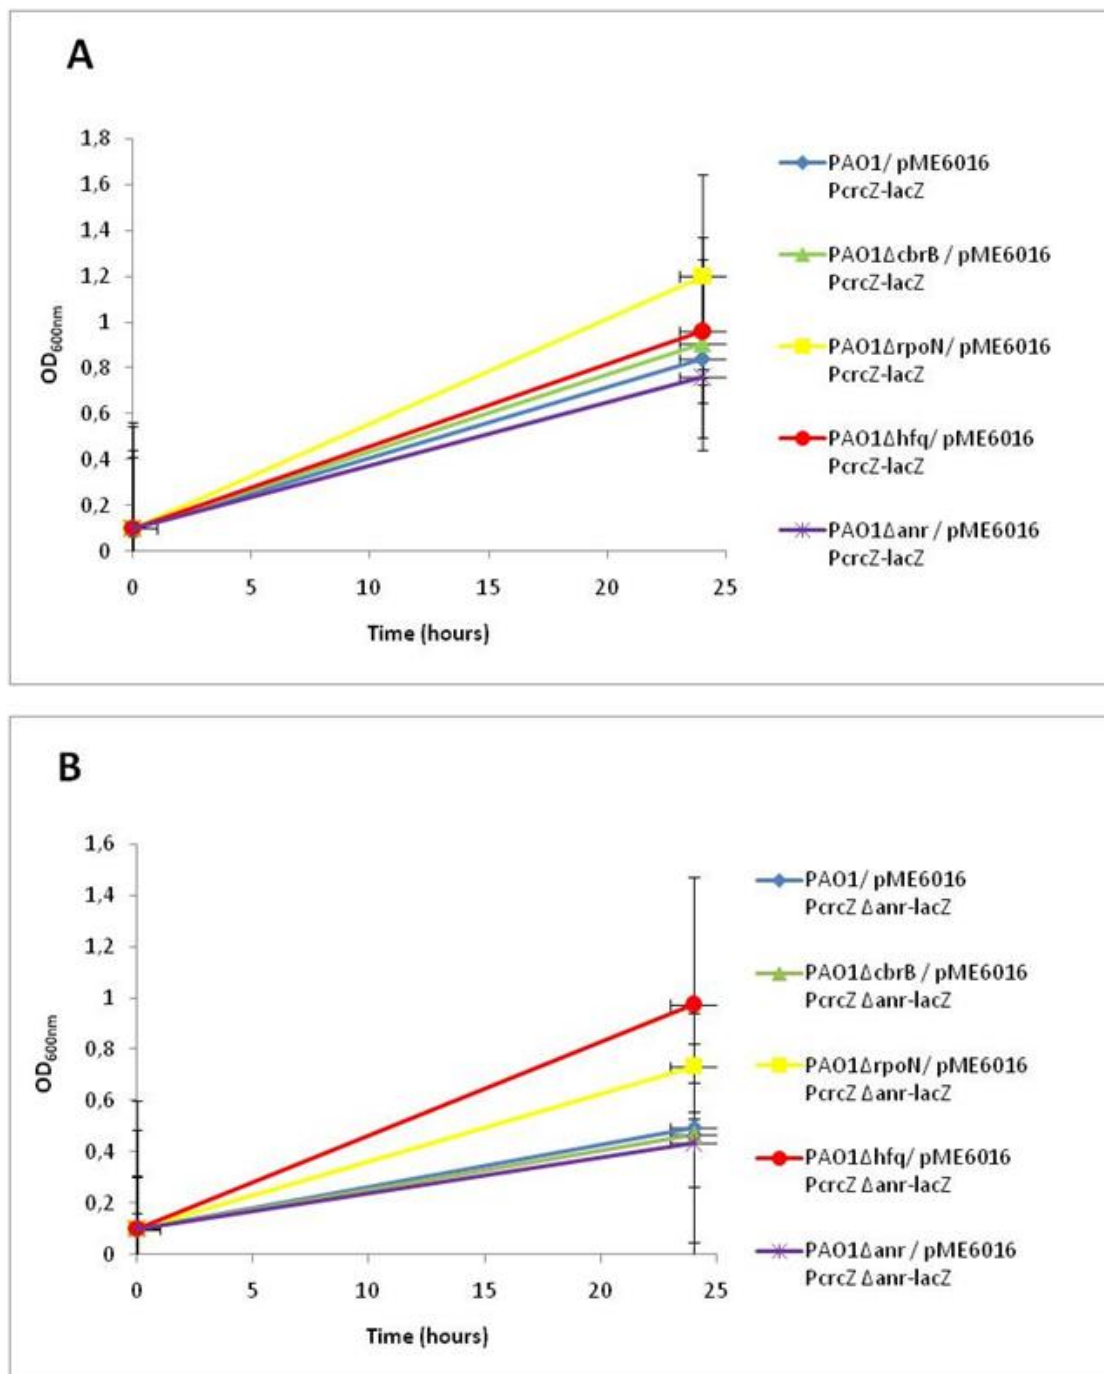 A
1,8
1,6
1,4
1,2
1
0,8
0,6
0,4
0,2
0
OD600nm
0 5 10 15 20 25
Time (hours)
PAO1/ pME6016
PcrcZ-lacZ
PAO1ΔcbrB / pME6016
PcrcZ-lacZ
PAO1ΔrpoN/ pME6016
PcrcZ-lacZ
PAO1Δhfq/ pME6016
PcrcZ-lacZ
PAO1Δanr / pME6016
PcrcZ-lacZ
B
1,6
1,4
1,2
1
0,8
0,6
0,4
0,2
0
OD600nm
0 5 10 15 20 25
Time (hours)
PAO1/ pME6016
PcrcZ Δanr-lacZ
PAO1ΔcbrB / pME6016
PcrcZ Δanr-lacZ
PAO1ΔrpoN/ pME6016
PcrcZ Δanr-lacZ
PAO1Δhfq/ pME6016
PcrcZ Δanr-lacZ
PAO1Δanr / pME6016
PcrcZ Δanr-lacZ